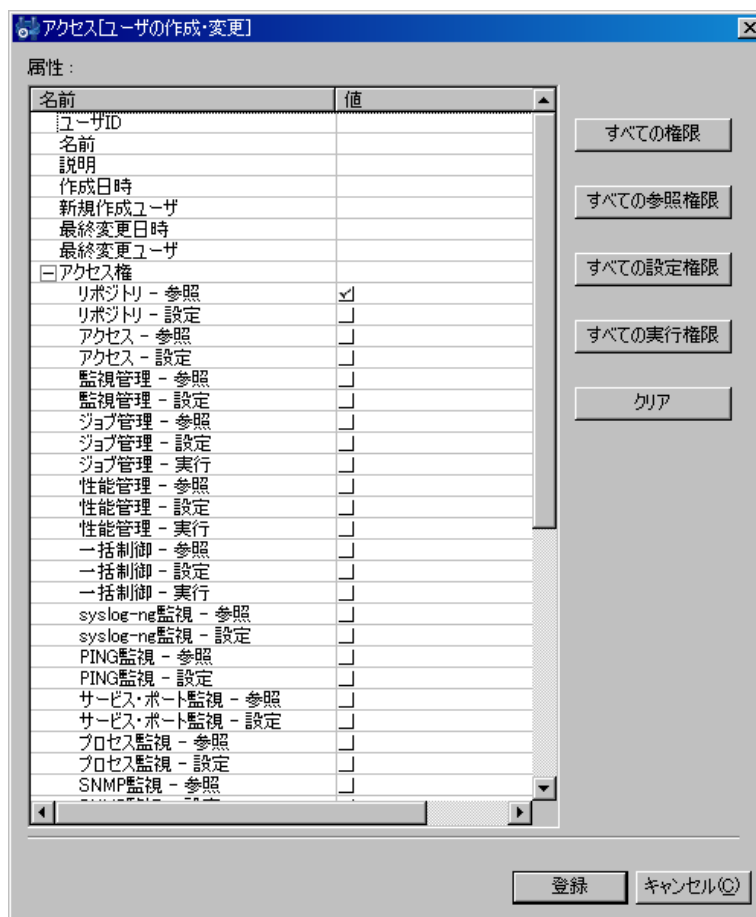 アクセス[ユーザの作成・変更]
属性：
名前 値
ユーザID
名前
説明
作成日時
新規作成ユーザ
最終変更日時
最終変更ユーザ
アクセス権
リポジトリ - 参照
リポジトリ - 設定
アクセス - 参照
アクセス - 設定
監視管理 - 参照
監視管理 - 設定
ジョブ管理 - 参照
ジョブ管理 - 設定
ジョブ管理 - 実行
性能管理 - 参照
性能管理 - 設定
性能管理 - 実行
一括制御 - 参照
一括制御 - 設定
一括制御 - 実行
syslog-ng監視 - 参照
syslog-ng監視 - 設定
PING監視 - 参照
PING監視 - 設定
サービス・ポート監視 - 参照
サービス・ポート監視 - 設定
プロセス監視 - 参照
プロセス監視 - 設定
SNMP監視 - 参照
すべての権限
すべての参照権限
すべての設定権限
すべての実行権限
クリア
登録
キャンセル(C)